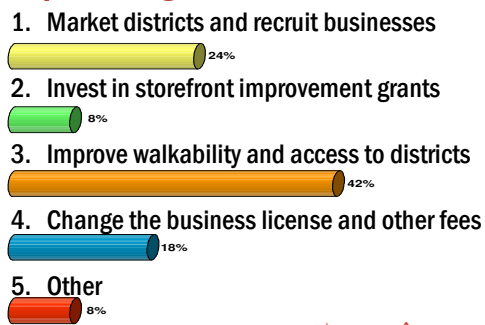 1. Market districts and recruit businesses
24%
2. Invest in storefront improvement grants
8%
3. Improve walkability and access to districts
42%
4. Change the business license and other fees
18%
5. Other
8%